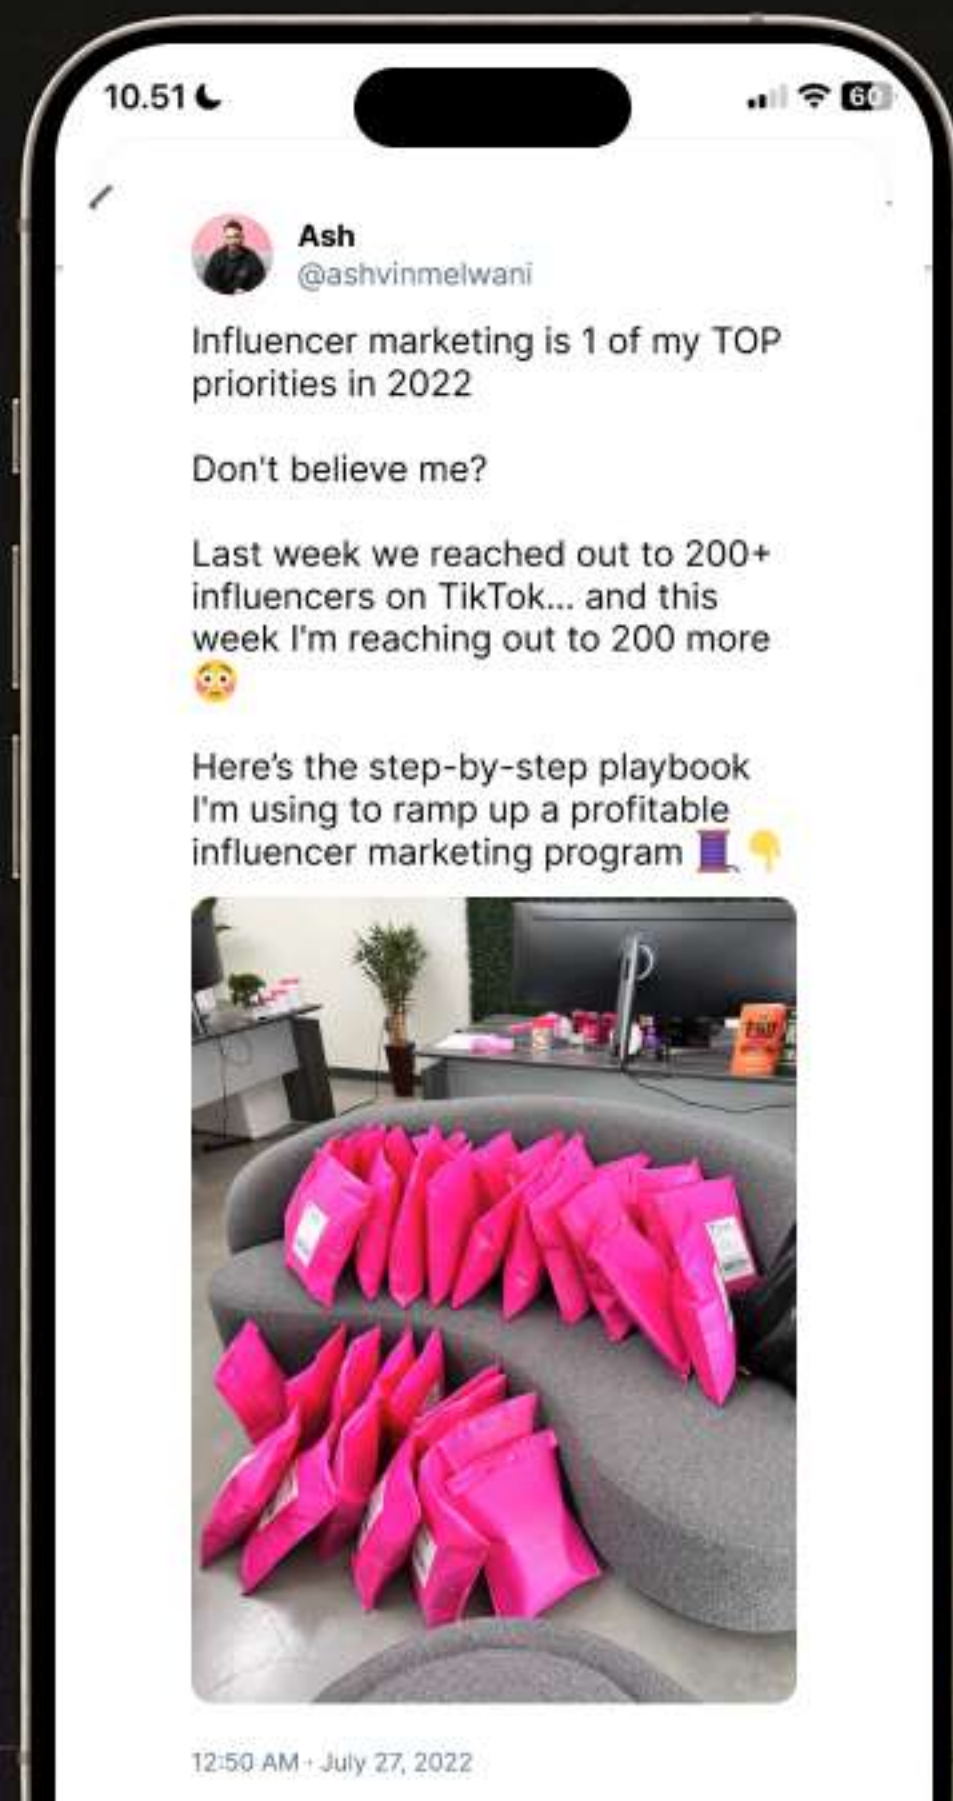 10.51
60
Ash
@ashvinmelwani
Influencer marketing is 1 of my TOP
priorities in 2022
Don't believe me?
Last week we reached out to 200+
influencers on TikTok... and this
week I'm reaching out to 200 more
😳
Here's the step-by-step playbook
I'm using to ramp up a profitable
influencer marketing program 🧵👇
12:50 AM · July 27, 2022